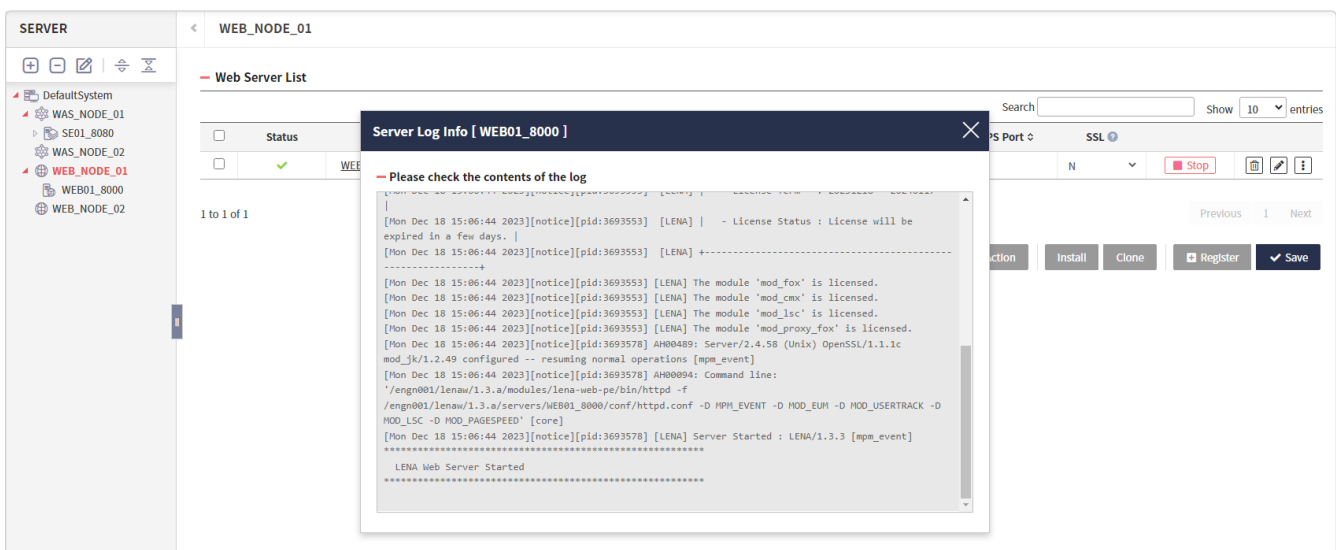 SERVER
WEB_NODE_01
DefaultSystem
WAS_NODE_01
SE01_8080
WAS_NODE_02
WEB_NODE_01
WEB01_8000
WEB_NODE_02
Web Server List
Search
Show 10 entries
Status
PS Port
SSL
WEB
N
Stop
1 to 1 of 1
Previous 1 Next
Action
Install
Clone
Register
Save
Server Log Info [ WEB01_8000 ]
Please check the contents of the log
|
[Mon Dec 18 15:06:44 2023][notice][pid:3693553] [LENA] | - License Status : License will be
expired in a few days. |
[Mon Dec 18 15:06:44 2023][notice][pid:3693553] [LENA] +--------------------------------------------
-----------------+
[Mon Dec 18 15:06:44 2023][notice][pid:3693553] [LENA] The module 'mod_fox' is licensed.
[Mon Dec 18 15:06:44 2023][notice][pid:3693553] [LENA] The module 'mod_cmx' is licensed.
[Mon Dec 18 15:06:44 2023][notice][pid:3693553] [LENA] The module 'mod_lsc' is licensed.
[Mon Dec 18 15:06:44 2023][notice][pid:3693553] [LENA] The module 'mod_proxy_fox' is licensed.
[Mon Dec 18 15:06:44 2023][notice][pid:3693578] AH00489: Server/2.4.58 (Unix) OpenSSL/1.1.1c
mod_jk/1.2.49 configured -- resuming normal operations [mpm_event]
[Mon Dec 18 15:06:44 2023][notice][pid:3693578] AH00094: Command line:
'/engn001/lenaw/1.3.a/modules/lena-web-pe/bin/httpd -f
/engn001/lenaw/1.3.a/servers/WEB01_8000/conf/httpd.conf -D MPM_EVENT -D MOD_EUM -D MOD_USERTRACK -D
MOD_LSC -D MOD_PAGESPEED' [core]
[Mon Dec 18 15:06:44 2023][notice][pid:3693578] [LENA] Server Started : LENA/1.3.3 [mpm_event]
*********************************************************
LENA Web Server Started
*********************************************************